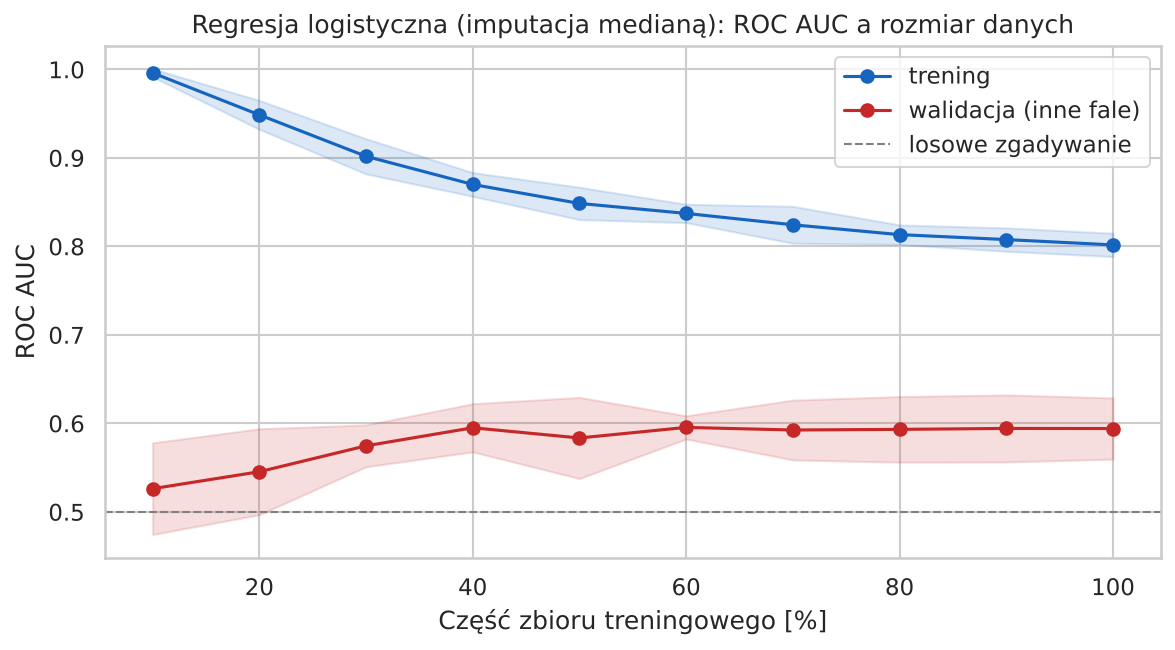 Regresja logistyczna (imputacja medianą): ROC AUC a rozmiar danych
trening
walidacja (inne fale)
losowe zgadywanie
ROC AUC
1.0
0.9
0.8
0.7
0.6
0.5
20
40
60
80
100
Część zbioru treningowego [%]